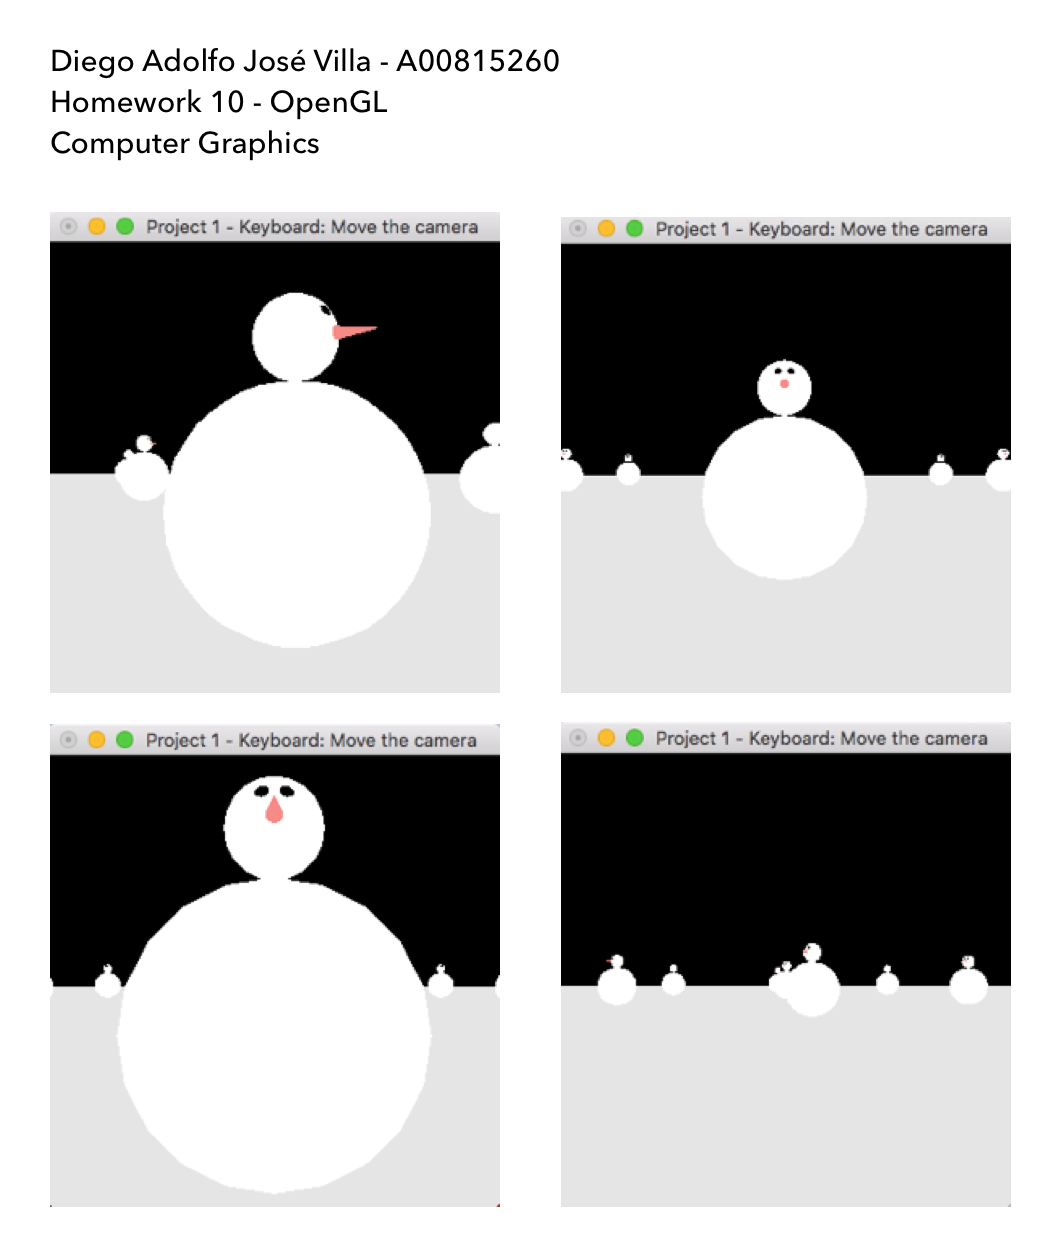 Diego Adolfo José Villa - A00815260
Homework 10 - OpenGL
Computer Graphics
Project 1 - Keyboard: Move the camera
Project 1 - Keyboard: Move the camera
Project 1 - Keyboard: Move the camera
Project 1 - Keyboard: Move the camera